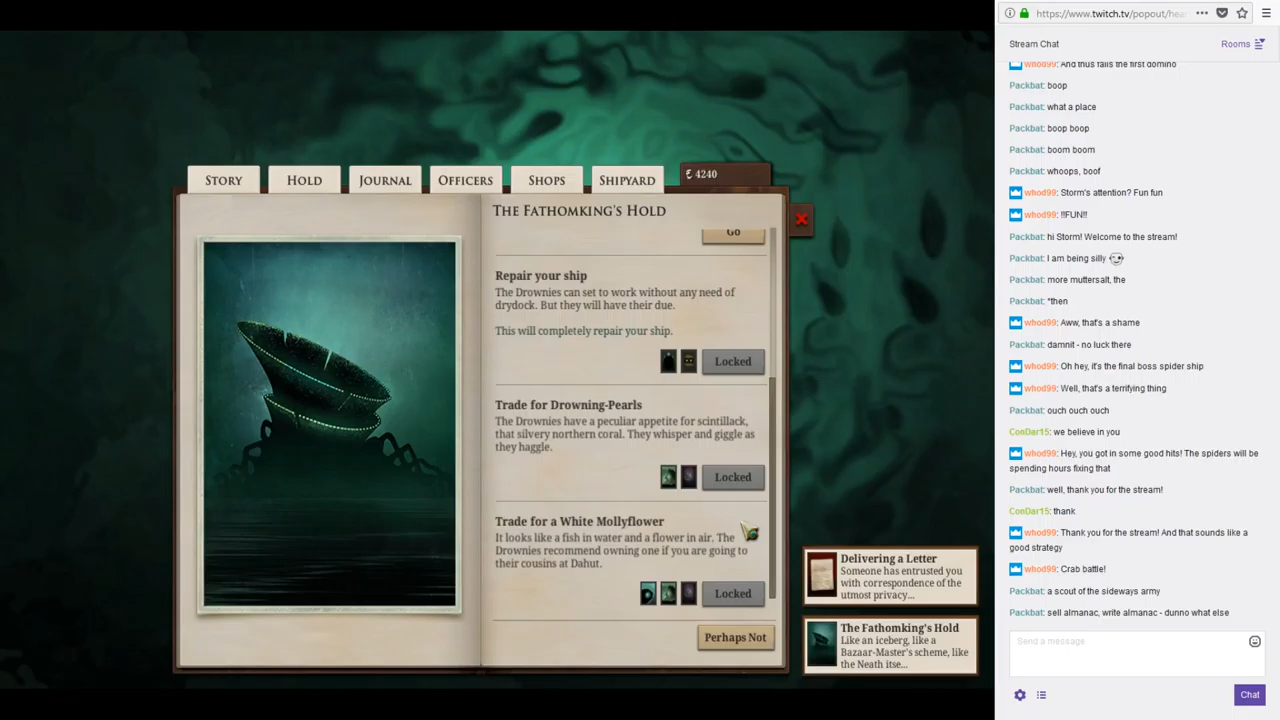 STORY
HOLD
JOURNAL
OFFICERS
SHOPS
SHIPYARD
4240
THE FATHOMKING'S HOLD
Go
Repair your ship
The Drownies can set to work without any need of
drydock. But they will have their due.
This will completely repair your ship.
Locked
Trade for Drowning-Pearls
The Drownies have a peculiar appetite for scintillack,
that silvery northern coral. They whisper and giggle as
they haggle.
Locked
Trade for a White Mollyflower
It looks like a fish in water and a flower in air. The
Drownies recommend owning one if you are going to
their cousins at Dahut.
Locked
Perhaps Not
Delivering a Letter
Someone has entrusted you
with correspondence of the
utmost privacy...
The Fathomking's Hold
Like an iceberg, like a
Bazaar-Master's scheme, like
the Neath itse...
https://www.twitch.tv/popout/hea
Stream Chat
Rooms
whod99: And thus falls the first domino
Packbat: boop
Packbat: what a place
Packbat: boop boop
Packbat: boom boom
Packbat: whoops, boof
whod99: Storm's attention? Fun fun
whod99: !!FUN!!
Packbat: hi Storm! Welcome to the stream!
Packbat: I am being silly
Packbat: more muttersalt, the
Packbat: *then
whod99: Aww, that's a shame
Packbat: damnit - no luck there
whod99: Oh hey, it's the final boss spider ship
whod99: Well, that's a terrifying thing
Packbat: ouch ouch ouch
ConDar15: we believe in you
whod99: Hey, you got in some good hits! The spiders will be
spending hours fixing that
Packbat: well, thank you for the stream!
ConDar15: thank
whod99: Thank you for the stream! And that sounds like a
good strategy
whod99: Crab battle!
Packbat: a scout of the sideways army
Packbat: sell almanac, write almanac - dunno what else
Send a message
Chat